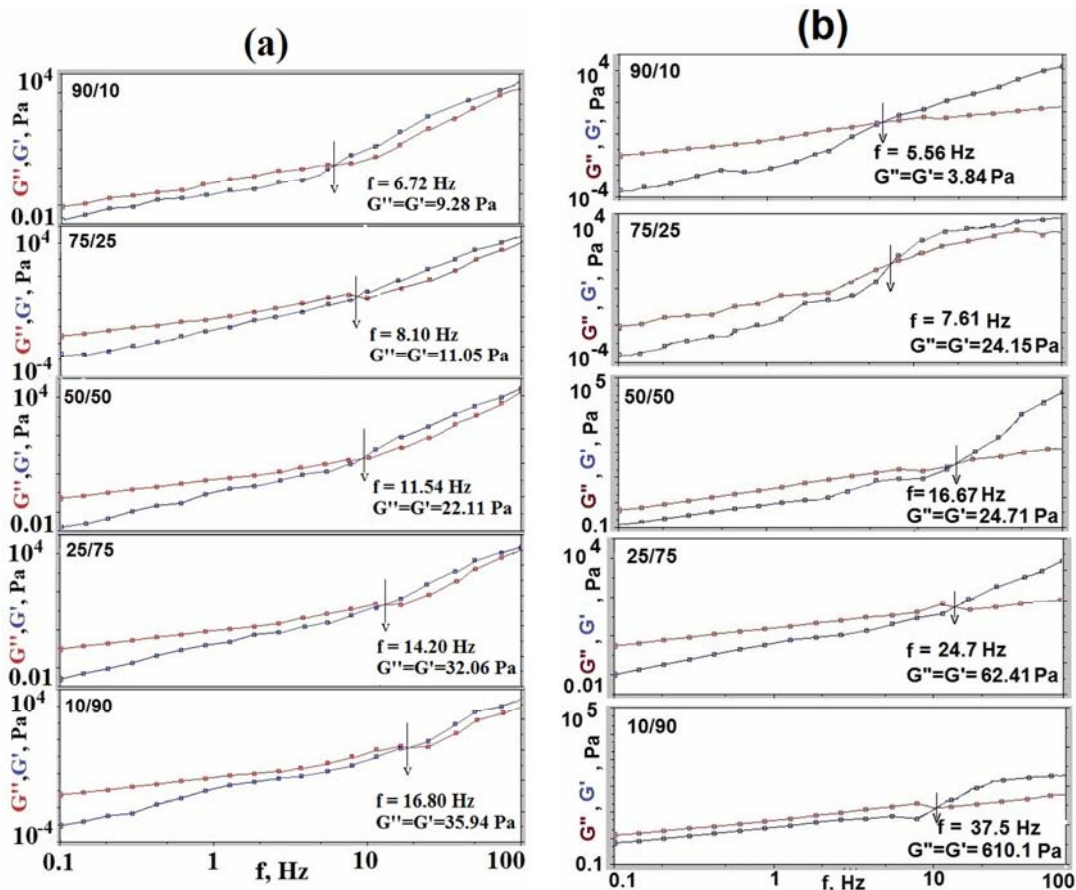 (a)
G",G', Pa
10^4
0.01
90/10
f = 6.72 Hz
G''=G'=9.28 Pa
G'',G', Pa
10^4
10^-4
75/25
f = 8.10 Hz
G''=G'=11.05 Pa
G'',G', Pa
10^4
0.01
50/50
f = 11.54 Hz
G''=G'=22.11 Pa
G'',G', Pa
10^4
0.01
25/75
f = 14.20 Hz
G''=G'=32.06 Pa
G",G', Pa
10^4
10^-4
10/90
f = 16.80 Hz
G''=G'=35.94 Pa
0.1
1
10
100
f, Hz
(b)
G", G', Pa
10^4
10^-4
90/10
f = 5.56 Hz
G"=G'=3.84 Pa
G", G', Pa
10^4
10^-4
75/25
f = 7.61 Hz
G"=G'=24.15 Pa
G", G', Pa
10^5
0.1
50/50
f=16.67 Hz
G"=G'=24.71 Pa
G", G', Pa
10^4
0.01
25/75
f = 24.7 Hz
G"=G'=62.41 Pa
G", G', Pa
10^5
0.1
10/90
f = 37.5 Hz
G"=G'= 610.1 Pa
0.1
1
10
100
f, Hz